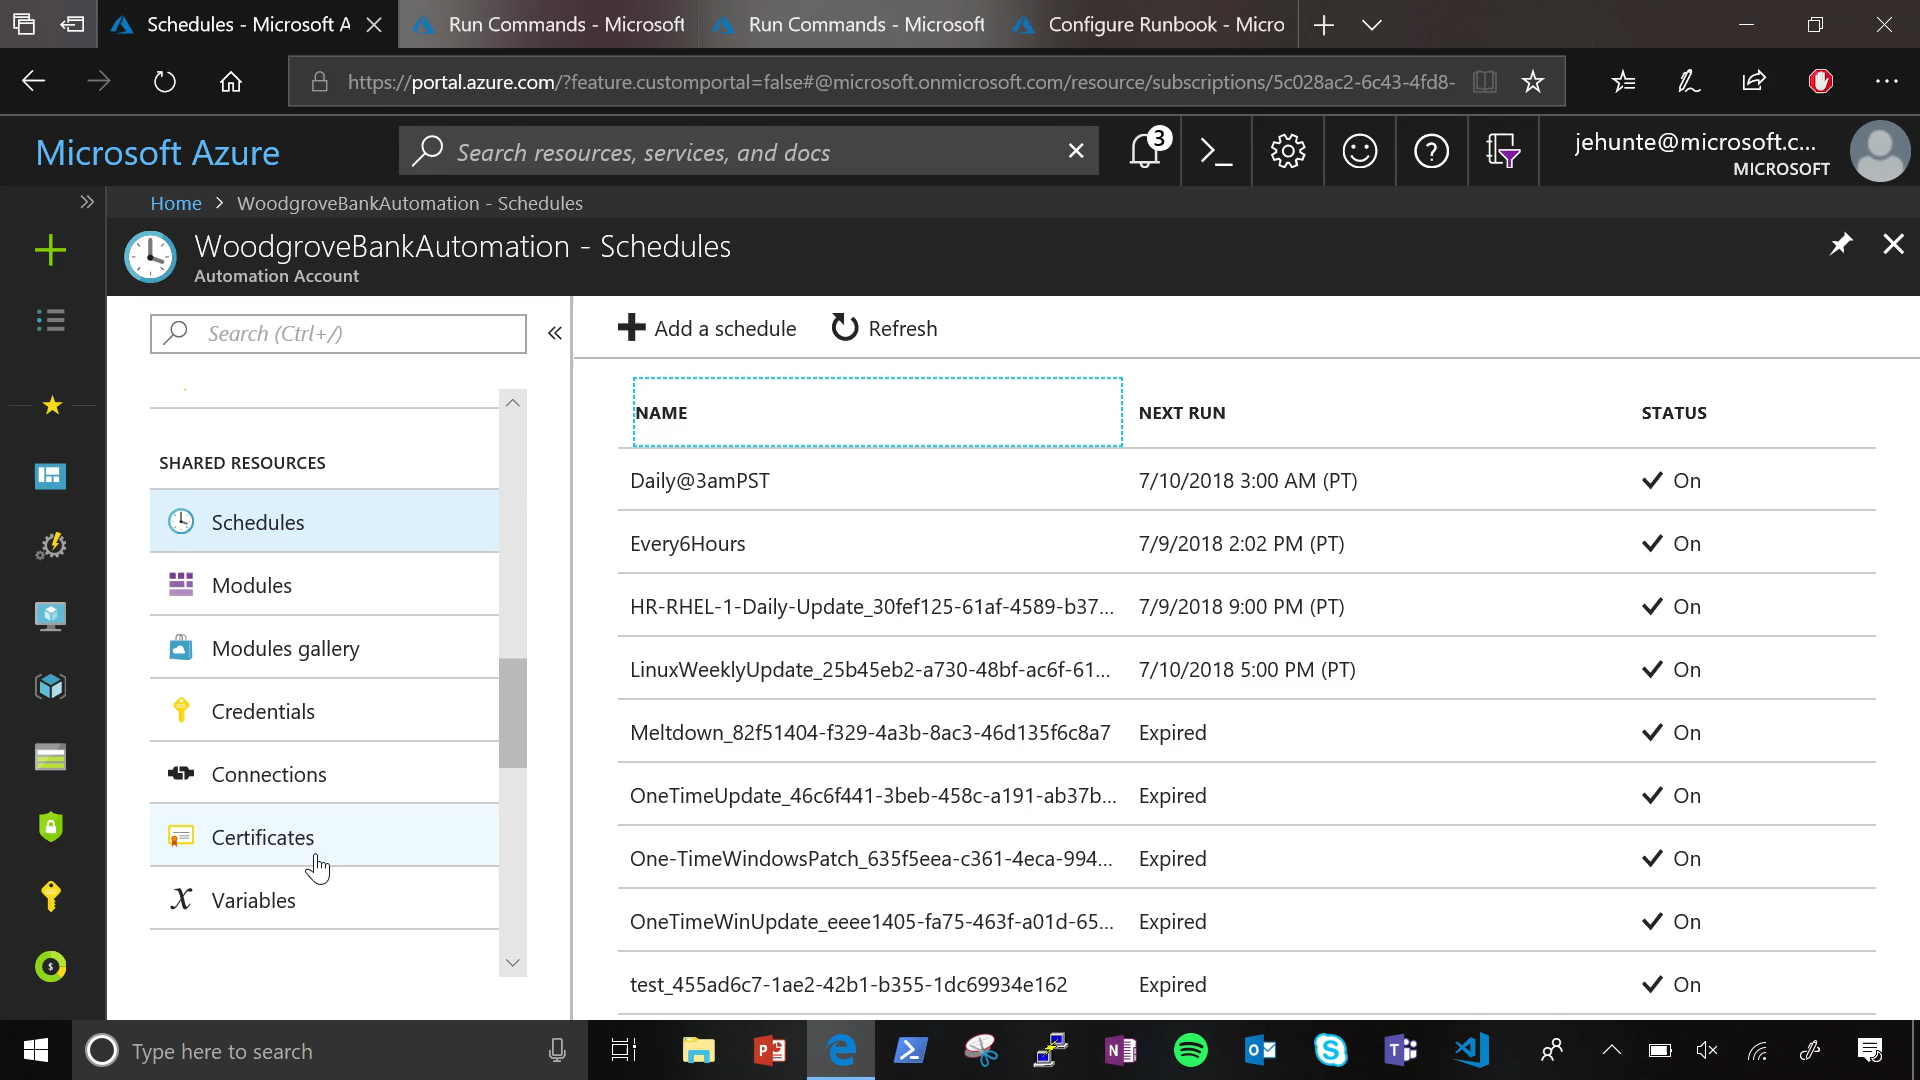 Schedules - Microsoft A
Run Commands - Microsoft
Run Commands - Microsoft
Configure Runbook - Micro
https://portal.azure.com/?feature.customportal=false#@microsoft.onmicrosoft.com/resource/subscriptions/5c028ac2-6c43-4fd8-
Microsoft Azure
Search resources, services, and docs
3
jehunte@microsoft.c...
MICROSOFT
Home > WoodgroveBankAutomation - Schedules
WoodgroveBankAutomation - Schedules
Automation Account
Search (Ctrl+/)
SHARED RESOURCES
Schedules
Modules
Modules gallery
Credentials
Connections
Certificates
Variables
Add a schedule
Refresh
NAME NEXT RUN STATUS
Daily@3amPST 7/10/2018 3:00 AM (PT) On
Every6Hours 7/9/2018 2:02 PM (PT) On
HR-RHEL-1-Daily-Update_30fef125-61af-4589-b37... 7/9/2018 9:00 PM (PT) On
LinuxWeeklyUpdate_25b45eb2-a730-48bf-ac6f-61... 7/10/2018 5:00 PM (PT) On
Meltdown_82f51404-f329-4a3b-8ac3-46d135f6c8a7 Expired On
OneTimeUpdate_46c6f441-3beb-458c-a191-ab37b... Expired On
One-TimeWindowsPatch_635f5eea-c361-4eca-994... Expired On
OneTimeWinUpdate_eeee1405-fa75-463f-a01d-65... Expired On
test_455ad6c7-1ae2-42b1-b355-1dc69934e162 Expired On
Type here to search